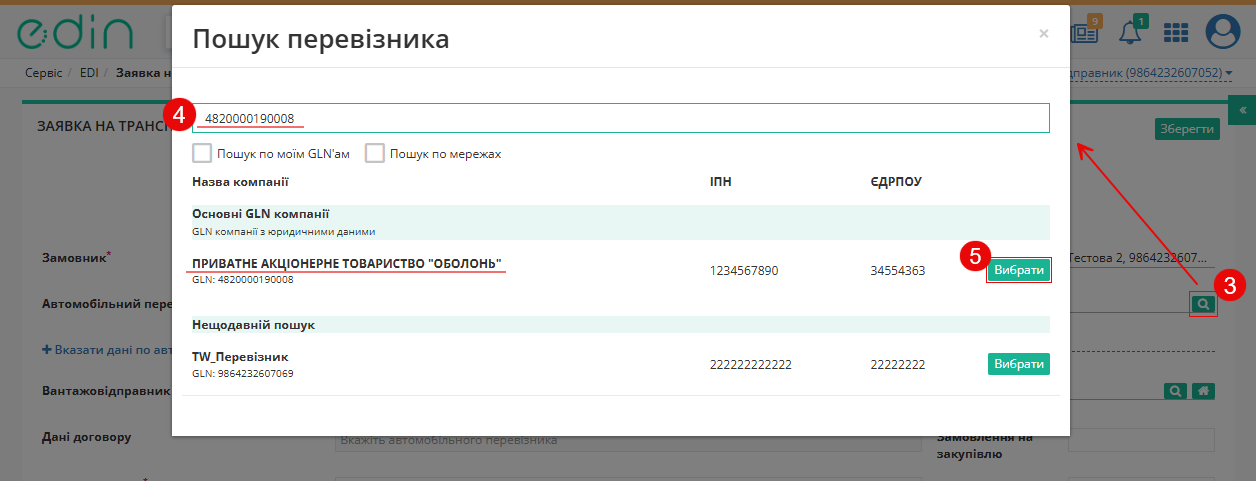 edin
Пошук перевізника
×
9
1
Сервіс / EDI / Заявка н
правник (9864232607052)
ЗАЯВКА НА ТРАНС
4
4820000190008
«
Зберегти
Пошук по моїм GLN'ам
Пошук по мережах
Назва компанії ІПН ЄДРПОУ
Основні GLN компанії
GLN компанії з юридичними даними
Замовник*
Тестова 2, 9864232607...
ПРИВАТНЕ АКЦІОНЕРНЕ ТОВАРИСТВО "ОБОЛОНЬ"
GLN: 4820000190008
1234567890 34554363
5
Вибрати
3
Автомобільний пере
Нещодавній пошук
+ Вказати дані по авт
TW_Перевізник
GLN: 9864232607069
222222222222 22222222
Вибрати
Вантажовідправник
Дані договору
Вкажіть автомобільного перевізника
Замовлення на
закупівлю
*